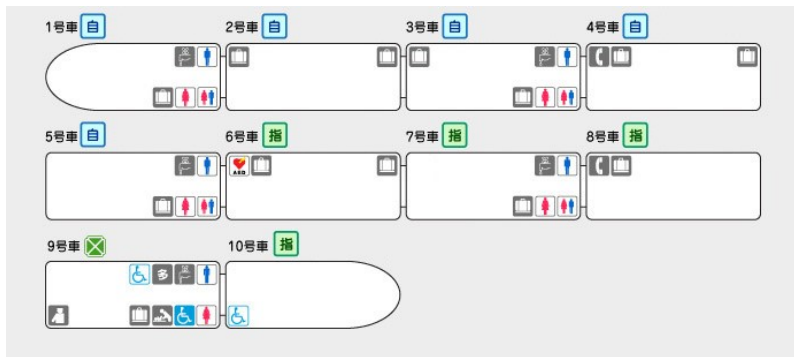 1号車 自 2号車 自 3号車 自 4号車 自
5号車 自 6号車 指 7号車 指 8号車 指
AED
9号車 10号車 指
多